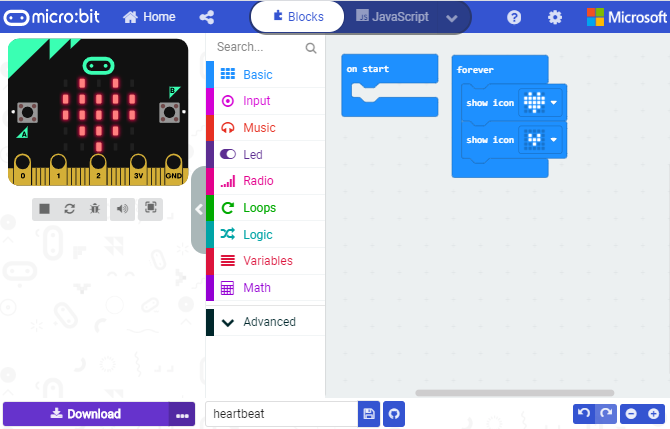 micro:bit
Home
Blocks
JavaScript
Microsoft
B
A
0 1 2 3V GND
Search...
Basic
Input
Music
Led
Radio
Loops
Logic
Variables
Math
Advanced
on start
forever
show icon
show icon
Download
heartbeat